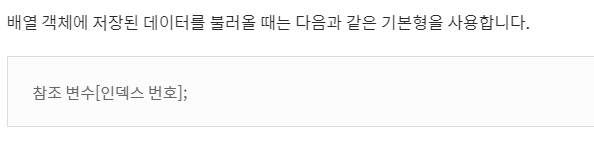 배열 객체에 저장된 데이터를 불러올 때는 다음과 같은 기본형을 사용합니다.
참조 변수[인덱스 번호];